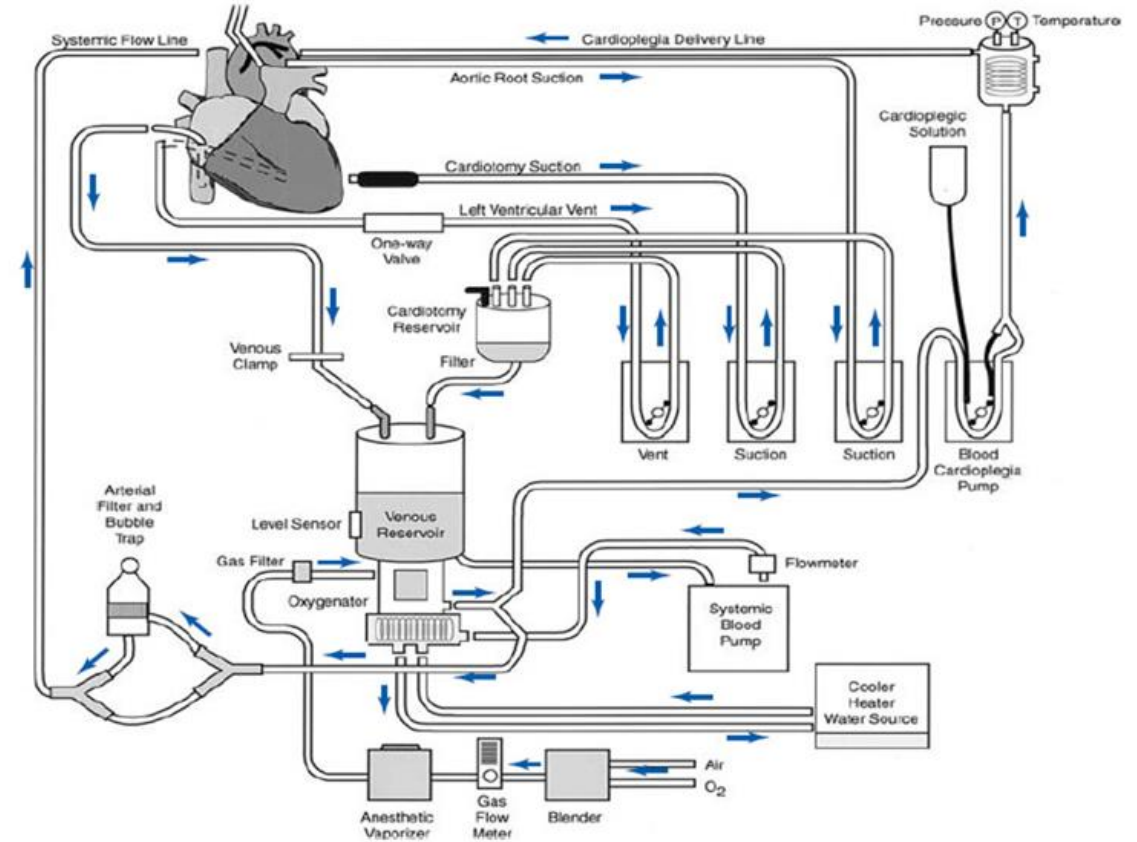 Pressure P T Temperature
Systemic Flow Line
Cardioplegia Delivery Line
Aortic Root Suction
Cardioplegic
Solution
Cardiotomy Suction
Left Ventricular Vent
One-way
Valve
Cardiotomy
Reservoir
Venous
Clamp
Filter
Vent
Suction
Suction
Blood
Cardioplegia
Pump
Arterial
Filter and
Bubble
Trap
Level Sensor
Venous
Reservoir
Gas Filter
Flowmeter
Oxygenator
Systemic
Blood
Pump
Cooler
Heater
Water Source
Air
O2
Anesthetic
Vaporizer
Gas
Flow
Meter
Blender